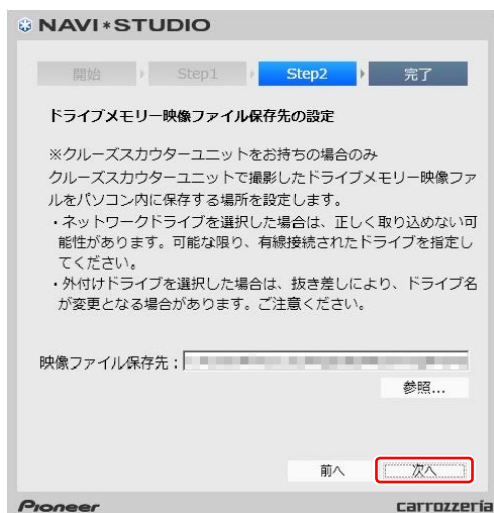 NAVI*STUDIO
開始 Step1 Step2 完了
ドライブメモリー映像ファイル保存先の設定
※クルーズスカウターユニットをお持ちの場合のみ
クルーズスカウターユニットで撮影したドライブメモリー映像ファ
ルをパソコン内に保存する場所を設定します。
・ネットワークドライブを選択した場合は、正しく取り込めない可
能性があります。可能な限り、有線接続されたドライブを指定し
てください。
・外付けドライブを選択した場合は、抜き差しにより、ドライブ名
が変更となる場合があります。ご注意ください。
映像ファイル保存先：
参照...
前へ 次へ
Pioneer carrozzeria